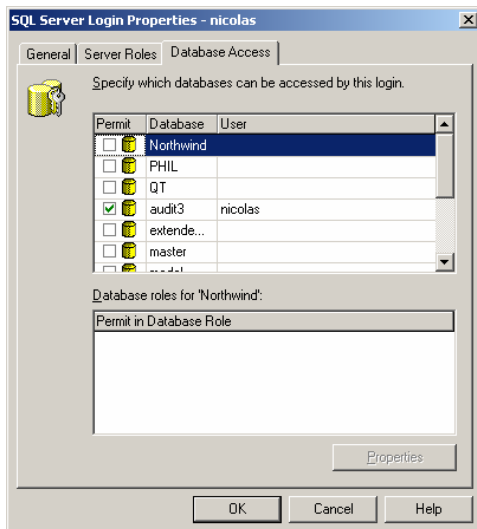 SQL Server Login Properties - nicolas
General Server Roles Database Access
Specify which databases can be accessed by this login.
Permit Database User
Northwind
PHIL
QT
audit3 nicolas
extende...
master
model
Database roles for 'Northwind':
Permit in Database Role
Properties
OK Cancel Help